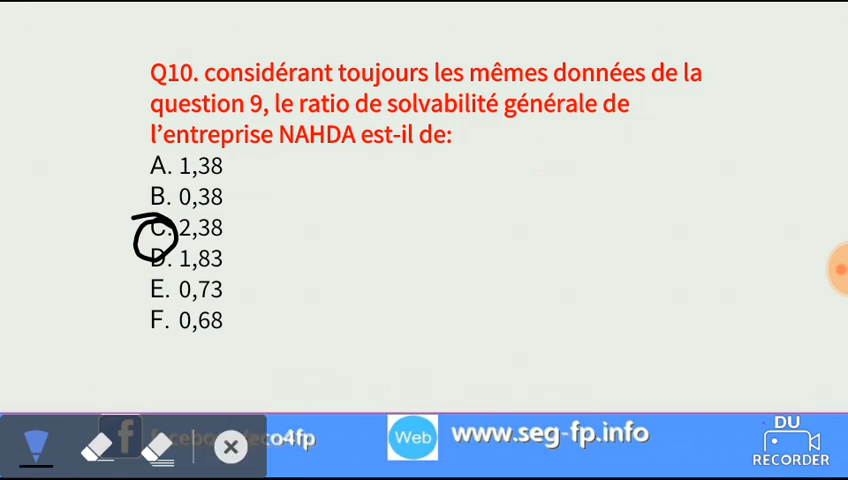 Q10. considérant toujours les mêmes données de la
question 9, le ratio de solvabilité générale de
l’entreprise NAHDA est-il de:
A. 1,38
B. 0,38
C. 2,38
D. 1,83
E. 0,73
F. 0,68
f facebook/eco4fp
Web www.seg-fp.info
DU
RECORDER